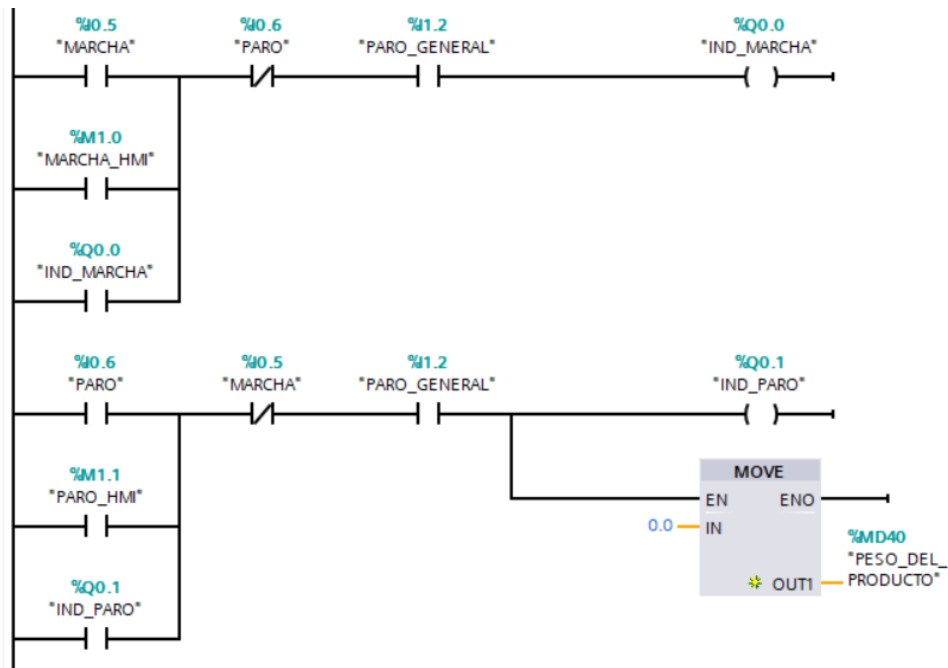 %I0.5 %I0.6 %I1.2 %Q0.0
"MARCHA" "PARO" "PARO_GENERAL" "IND_MARCHA"
%M1.0
"MARCHA_HMI"
%Q0.0
"IND_MARCHA"
%I0.6 %I0.5 %I1.2 %Q0.1
"PARO" "MARCHA" "PARO_GENERAL" "IND_PARO"
%M1.1
"PARO_HMI"
%Q0.1
"IND_PARO"
MOVE
EN ENO
0.0 IN
%MD40
"PESO_DEL_
OUT1 PRODUCTO"